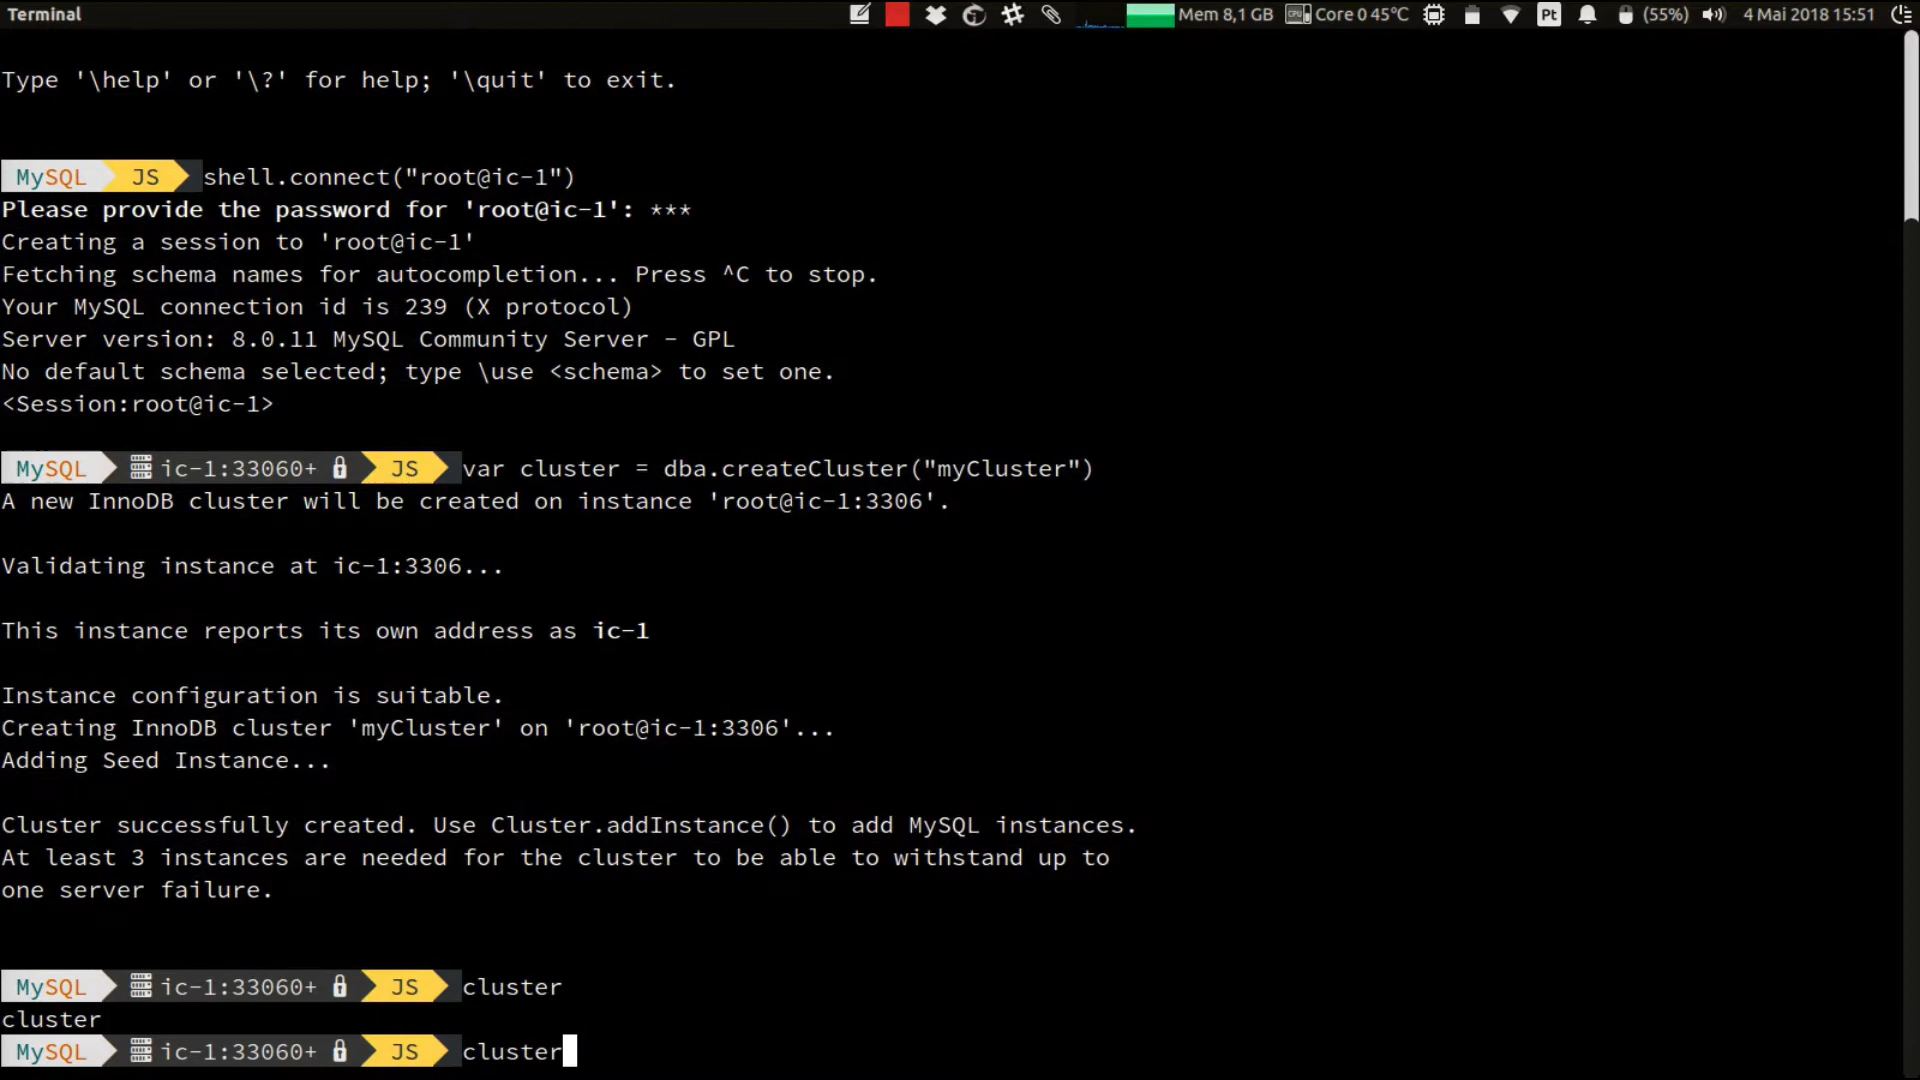 Terminal
Mem 8,1 GB Core 0 45°C Pt (55%) 4 Mai 2018 15:51
Type '\help' or '\?' for help; '\quit' to exit.
MySQL JS shell.connect("root@ic-1")
Please provide the password for 'root@ic-1': ***
Creating a session to 'root@ic-1'
Fetching schema names for autocompletion... Press ^C to stop.
Your MySQL connection id is 239 (X protocol)
Server version: 8.0.11 MySQL Community Server - GPL
No default schema selected; type \use <schema> to set one.
<Session:root@ic-1>
MySQL ic-1:33060+ JS var cluster = dba.createCluster("myCluster")
A new InnoDB cluster will be created on instance 'root@ic-1:3306'.
Validating instance at ic-1:3306...
This instance reports its own address as ic-1
Instance configuration is suitable.
Creating InnoDB cluster 'myCluster' on 'root@ic-1:3306'...
Adding Seed Instance...
Cluster successfully created. Use Cluster.addInstance() to add MySQL instances.
At least 3 instances are needed for the cluster to be able to withstand up to
one server failure.
MySQL ic-1:33060+ JS cluster
cluster
MySQL ic-1:33060+ JS cluster